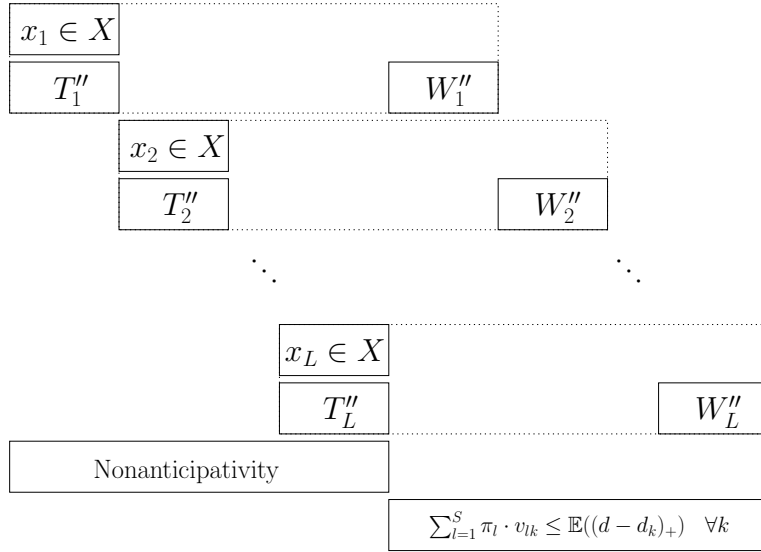 x_1 ∈ X
T''_1 W''_1
x_2 ∈ X
T''_2 W''_2
⋱ ⋱
x_L ∈ X
T''_L W''_L
Nonanticipativity
∑_{l=1}^{S} π_l · v_{lk} ≤ 𝔼((d − d_k)_+) ∀k